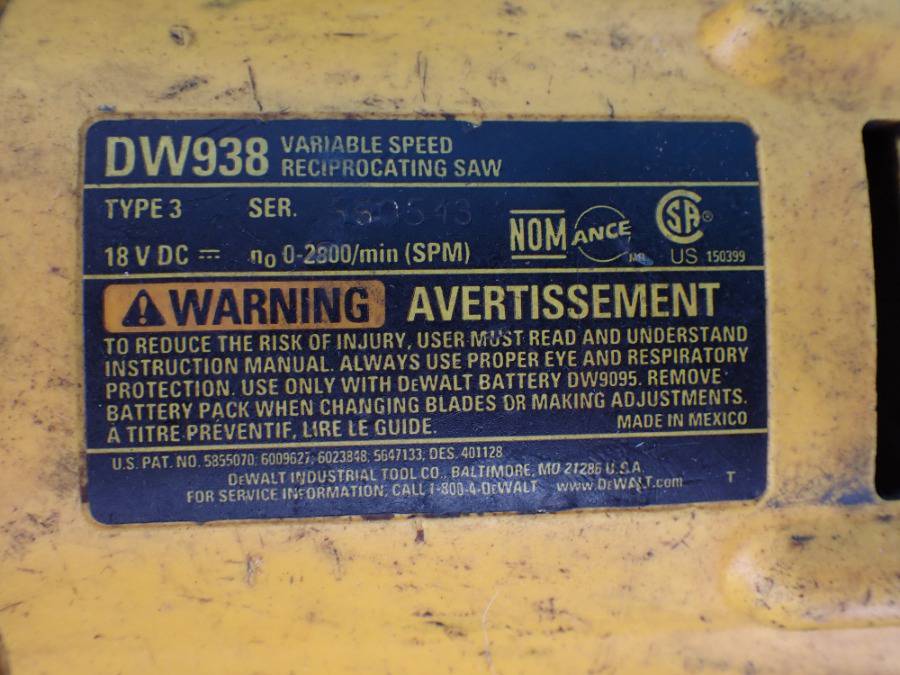 DW938 VARIABLE SPEED
RECIPROCATING SAW
TYPE 3 SER.
18 V DC ⎓ n₀ 0-2800/min (SPM)
NOM ANCE
SA® US 150399
WARNING AVERTISSEMENT
TO REDUCE THE RISK OF INJURY, USER MUST READ AND UNDERSTAND
INSTRUCTION MANUAL. ALWAYS USE PROPER EYE AND RESPIRATORY
PROTECTION. USE ONLY WITH DEWALT BATTERY DW9095. REMOVE
BATTERY PACK WHEN CHANGING BLADES OR MAKING ADJUSTMENTS.
À TITRE PRÉVENTIF, LIRE LE GUIDE. MADE IN MEXICO
U.S. PAT. NO. 5855070; 6009627; 6023848; 5647133; DES. 401128
DEWALT INDUSTRIAL TOOL CO., BALTIMORE, MD 21286 U.S.A.
FOR SERVICE INFORMATION, CALL 1-800-4-DEWALT www.DEWALT.com T